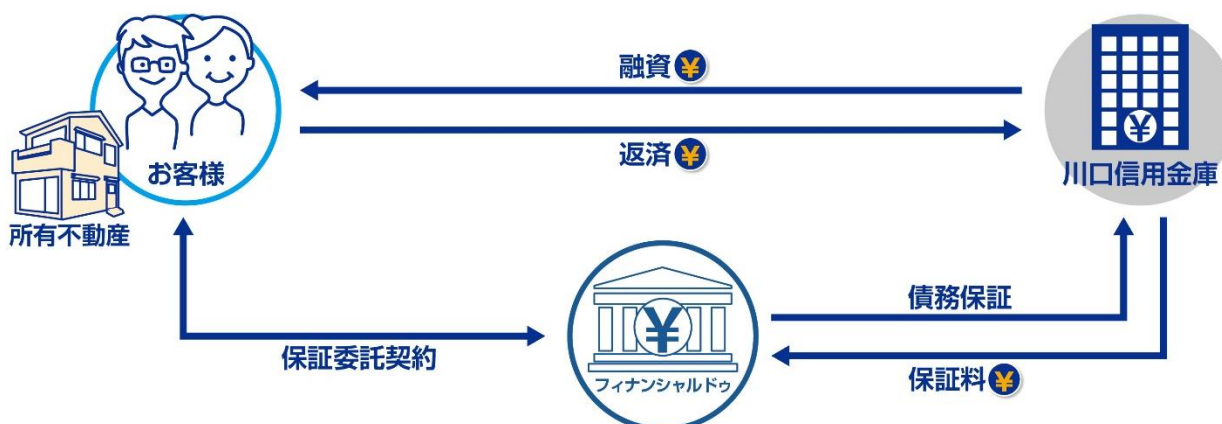 融資¥
返済¥
お客様
所有不動産
¥
川口信用金庫
保証委託契約
¥
フィナンシャルドゥ
債務保証
保証料¥